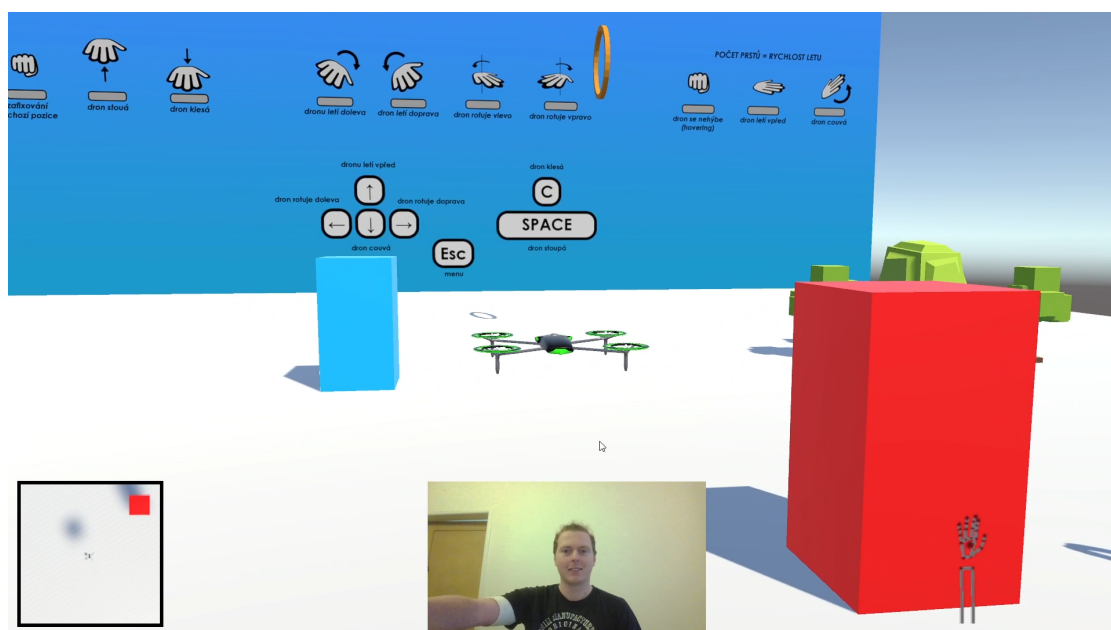 zafixování
chozí pozice
dron stouá
dron klesá
dronu letí doleva
dron letí doprava
dron rotuje vlevo
dron rotuje vpravo
POČET PRSTŮ = RYCHLOST LETU
dron se nehýbe
(hovering)
dron letí vpřed
dron couvá
dronu letí vpřed
↑
dron rotuje doleva
dron rotuje doprava
← ↓ →
dron couvá
Esc
menu
dron klesá
C
SPACE
dron sloupá